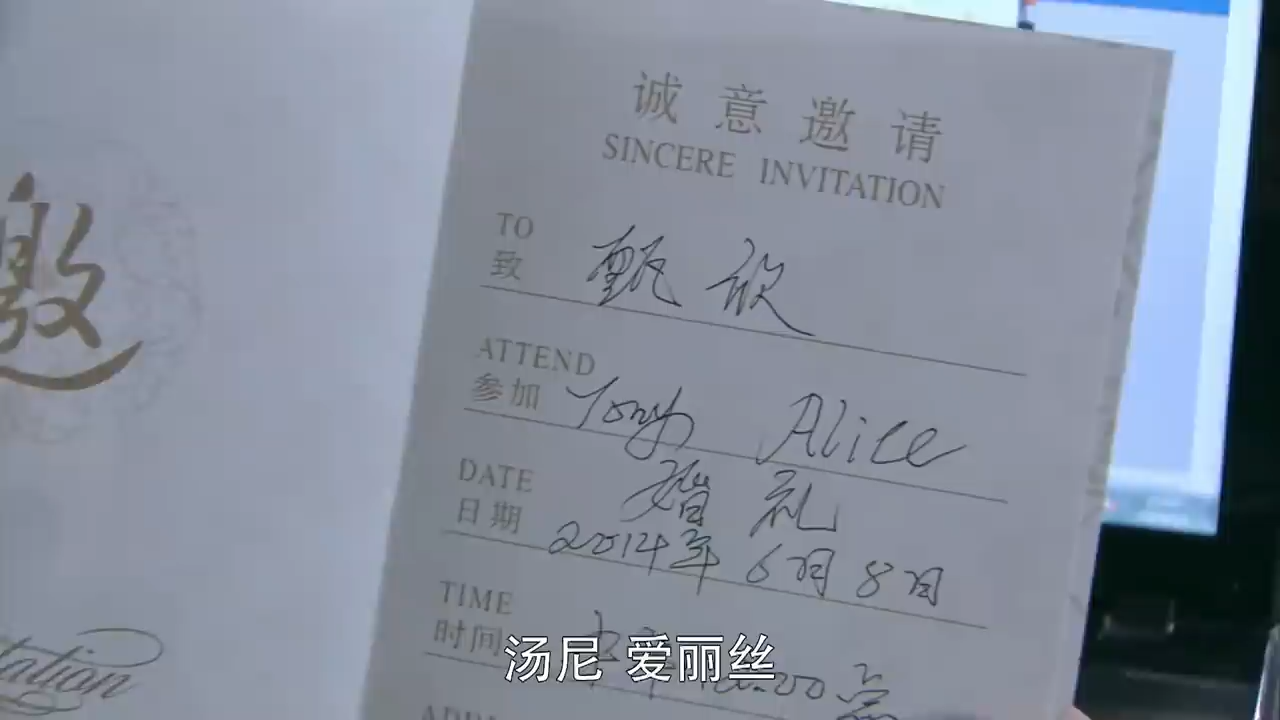 邀
诚意邀请
SINCERE INVITATION
TO
致 甄欣
ATTEND
参加 Tony Alice
婚礼
DATE
日期 2014年6月8日
TIME
时间
汤尼 爱丽丝